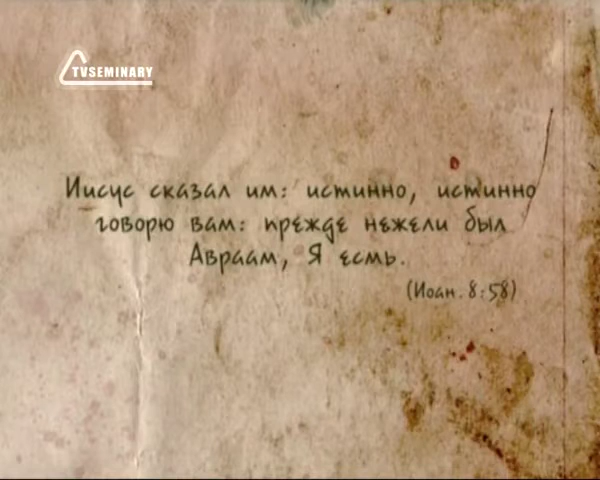 TVSEMINARY
Иисус сказал им: истинно, истинно
говорю вам: прежде нежели был
Авраам, Я есмь.
(Иоан. 8:58)